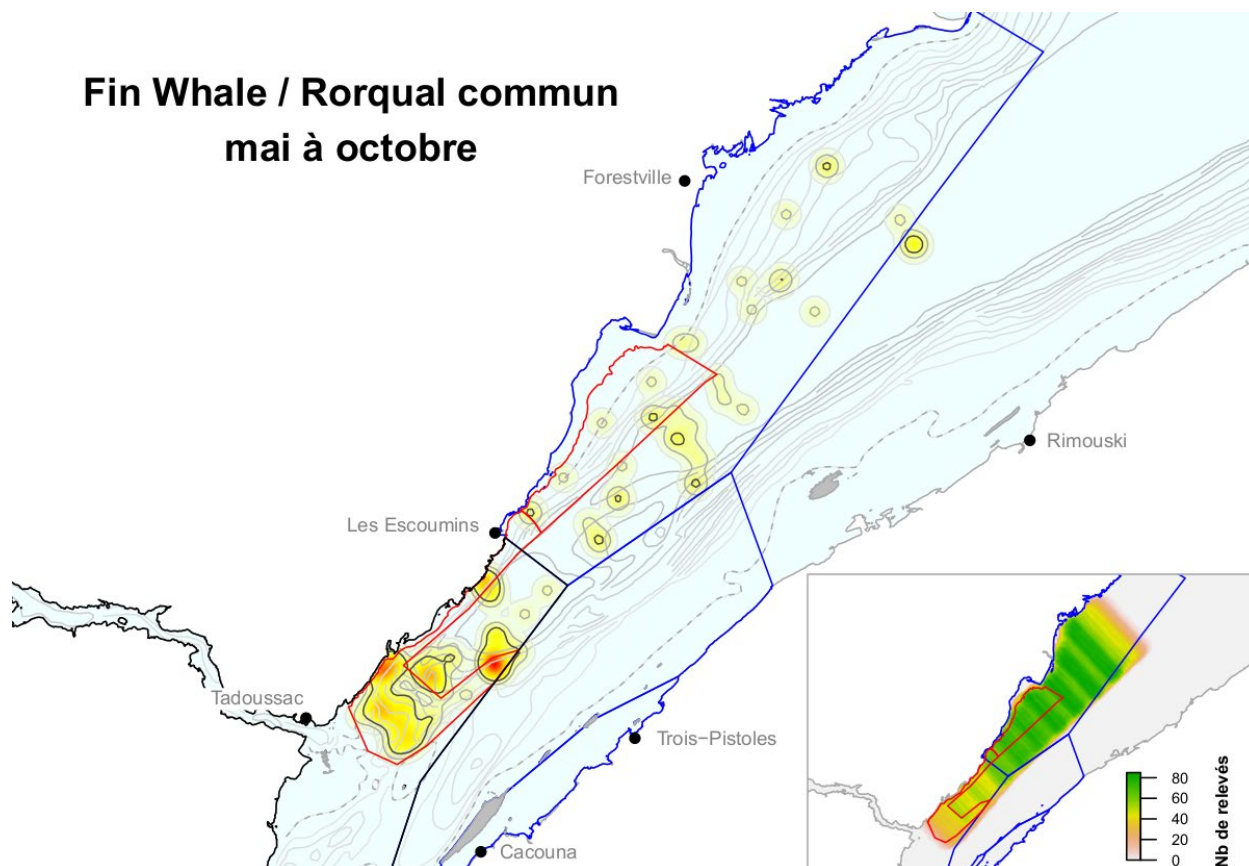 Fin Whale / Rorqual commun
mai à octobre
Forestville
Rimouski
Les Escoumins
Tadoussac
Trois−Pistoles
Cacouna
80
60
40
20
0
Nb de relevés